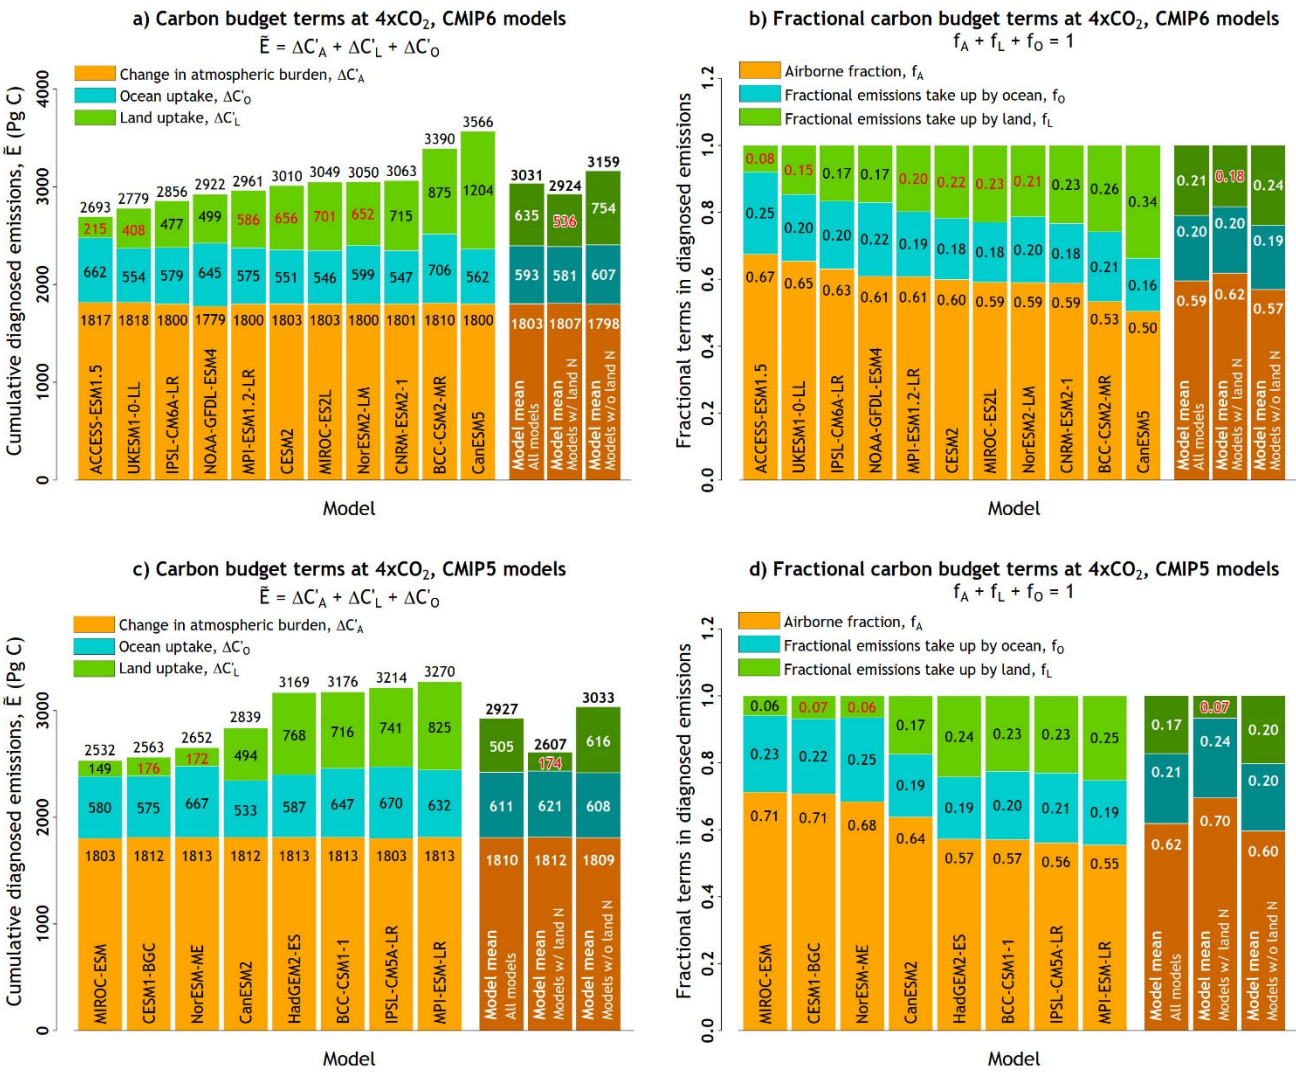 a) Carbon budget terms at 4xCO₂, CMIP6 models
Ẽ = ΔC'A + ΔC'L + ΔC'O
Change in atmospheric burden, ΔC'A
Ocean uptake, ΔC'O
Land uptake, ΔC'L
Cumulative diagnosed emissions, Ẽ (Pg C)
4000
3000
2000
1000
0
2693 2779 2856 2922 2961 3010 3049 3050 3063 3390 3566 3031 2924 3159
215 408 477 499 586 656 701 652 715 875 1204 635 536 754
662 554 579 645 575 551 546 599 547 706 562 593 581 607
1817 1818 1800 1779 1800 1803 1803 1800 1801 1810 1800 1803 1807 1798
ACCESS-ESM1.5
UKESM1-0-LL
IPSL-CM6A-LR
NOAA-GFDL-ESM4
MPI-ESM1.2-LR
CESM2
MIROC-ES2L
NorESM2-LM
CNRM-ESM2-1
BCC-CSM2-MR
CanESM5
Model mean
All models
Model mean
Models w/ land N
Model mean
Models w/o land N
Model
b) Fractional carbon budget terms at 4xCO₂, CMIP6 models
fA + fL + fO = 1
Airborne fraction, fA
Fractional emissions take up by ocean, fO
Fractional emissions take up by land, fL
Fractional terms in diagnosed emissions
1.2
1.0
0.8
0.6
0.4
0.2
0.0
0.08 0.15 0.17 0.17 0.20 0.22 0.23 0.21 0.23 0.26 0.34 0.21 0.18 0.24
0.25 0.20 0.20 0.22 0.19 0.18 0.18 0.20 0.18 0.21 0.16 0.20 0.20 0.19
0.67 0.65 0.63 0.61 0.61 0.60 0.59 0.59 0.59 0.53 0.50 0.59 0.62 0.57
ACCESS-ESM1.5
UKESM1-0-LL
IPSL-CM6A-LR
NOAA-GFDL-ESM4
MPI-ESM1.2-LR
CESM2
MIROC-ES2L
NorESM2-LM
CNRM-ESM2-1
BCC-CSM2-MR
CanESM5
Model mean
All models
Model mean
Models w/ land N
Model mean
Models w/o land N
Model
c) Carbon budget terms at 4xCO₂, CMIP5 models
Ẽ = ΔC'A + ΔC'L + ΔC'O
Change in atmospheric burden, ΔC'A
Ocean uptake, ΔC'O
Land uptake, ΔC'L
Cumulative diagnosed emissions, Ẽ (Pg C)
3000
2000
1000
0
2532 2563 2652 2839 3169 3176 3214 3270 2927 2607 3033
149 176 172 494 768 716 741 825 505 174 616
580 575 667 533 587 647 670 632 611 621 608
1803 1812 1813 1812 1813 1813 1803 1813 1810 1812 1809
MIROC-ESM
CESM1-BGC
NorESM-ME
CanESM2
HadGEM2-ES
BCC-CSM1-1
IPSL-CM5A-LR
MPI-ESM-LR
Model mean
All models
Model mean
Models w/ land N
Model mean
Models w/o land N
Model
d) Fractional carbon budget terms at 4xCO₂, CMIP5 models
fA + fL + fO = 1
Airborne fraction, fA
Fractional emissions take up by ocean, fO
Fractional emissions take up by land, fL
Fractional terms in diagnosed emissions
1.2
1.0
0.8
0.6
0.4
0.2
0.0
0.06 0.07 0.06 0.17 0.24 0.23 0.23 0.25 0.17 0.07 0.20
0.23 0.22 0.25 0.19 0.19 0.20 0.21 0.19 0.21 0.24 0.20
0.71 0.71 0.68 0.64 0.57 0.57 0.56 0.55 0.62 0.70 0.60
MIROC-ESM
CESM1-BGC
NorESM-ME
CanESM2
HadGEM2-ES
BCC-CSM1-1
IPSL-CM5A-LR
MPI-ESM-LR
Model mean
All models
Model mean
Models w/ land N
Model mean
Models w/o land N
Model